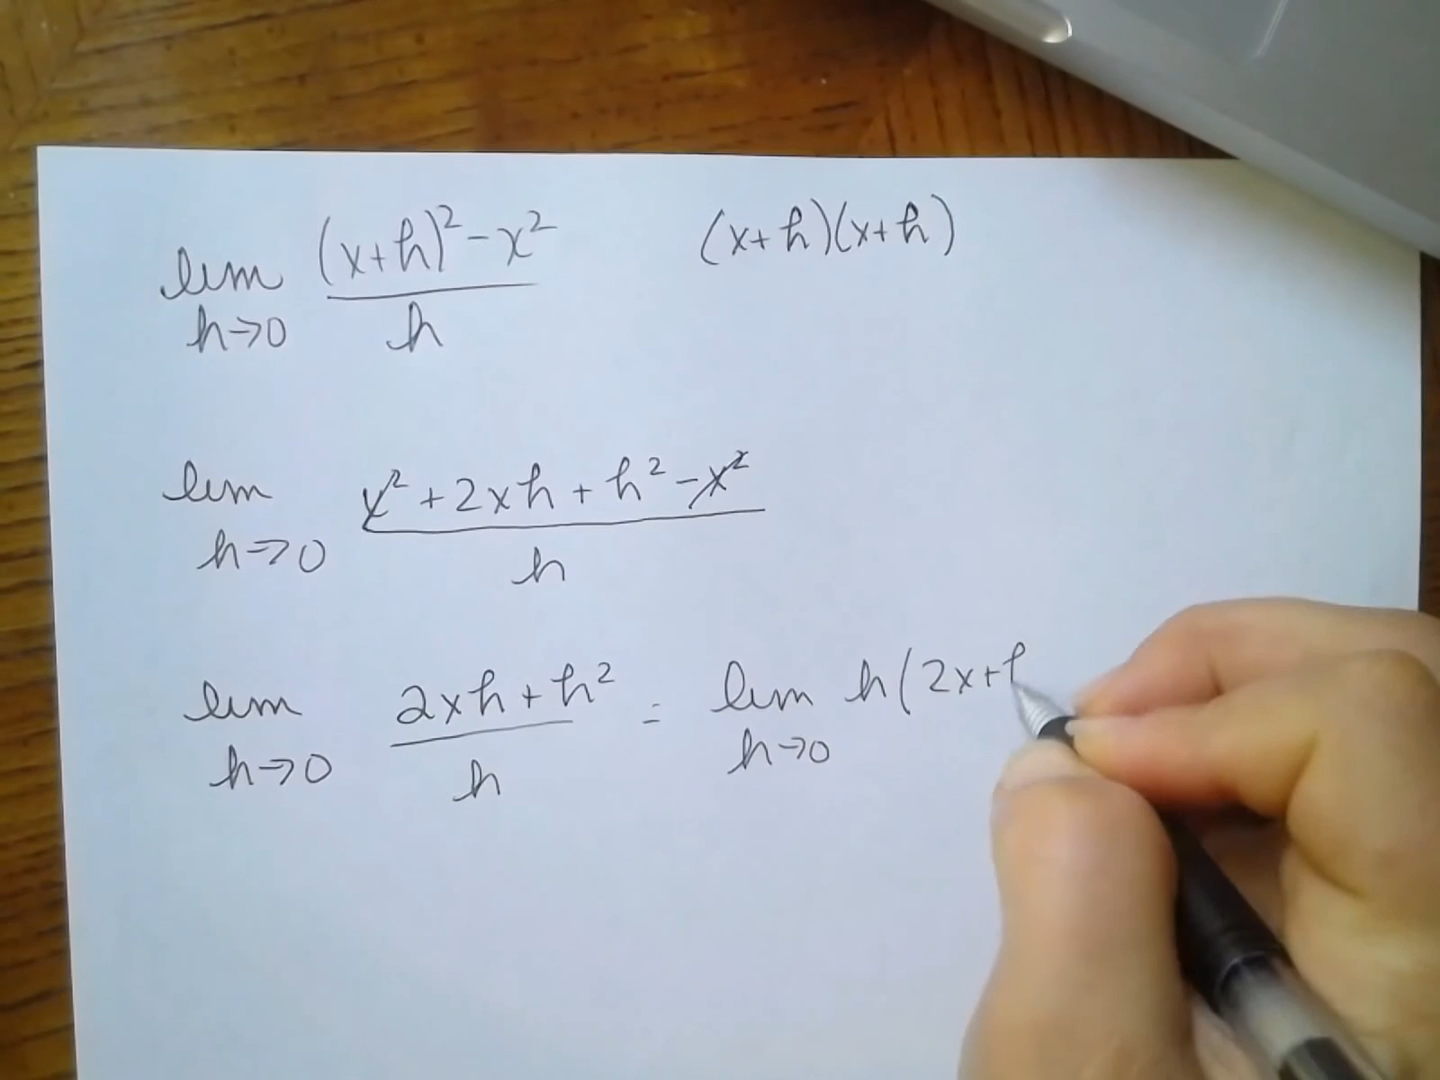 lim (x+h)² - x² (x+h)(x+h)
h→0 h
lim x² + 2xh + h² - x²
h→0 h
lim 2xh + h² = lim h(2x+h
h→0 h h→0